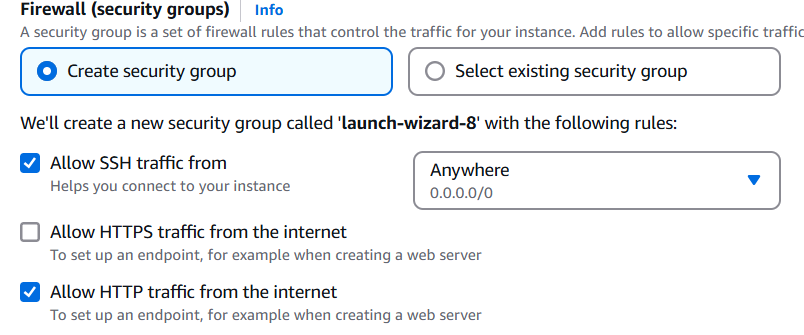 Firewall (security groups) Info
A security group is a set of firewall rules that control the traffic for your instance. Add rules to allow specific traffic
Create security group
Select existing security group
We'll create a new security group called 'launch-wizard-8' with the following rules:
Allow SSH traffic from
Helps you connect to your instance
Anywhere
0.0.0.0/0
Allow HTTPS traffic from the internet
To set up an endpoint, for example when creating a web server
Allow HTTP traffic from the internet
To set up an endpoint, for example when creating a web server